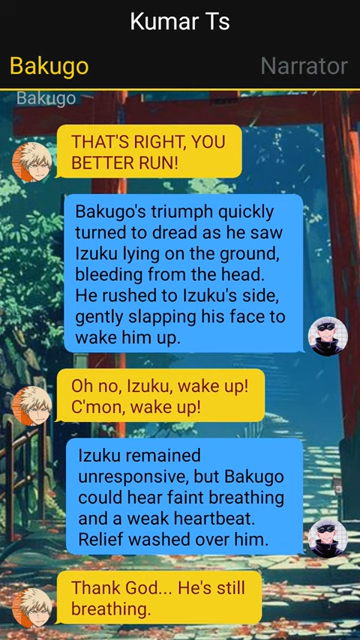 Kumar Ts
Bakugo Narrator
Bakugo
THAT'S RIGHT, YOU
BETTER RUN!
Bakugo's triumph quickly
turned to dread as he saw
Izuku lying on the ground,
bleeding from the head.
He rushed to Izuku's side,
gently slapping his face to
wake him up.
Oh no, Izuku, wake up!
C'mon, wake up!
Izuku remained
unresponsive, but Bakugo
could hear faint breathing
and a weak heartbeat.
Relief washed over him.
Thank God... He's still
breathing.